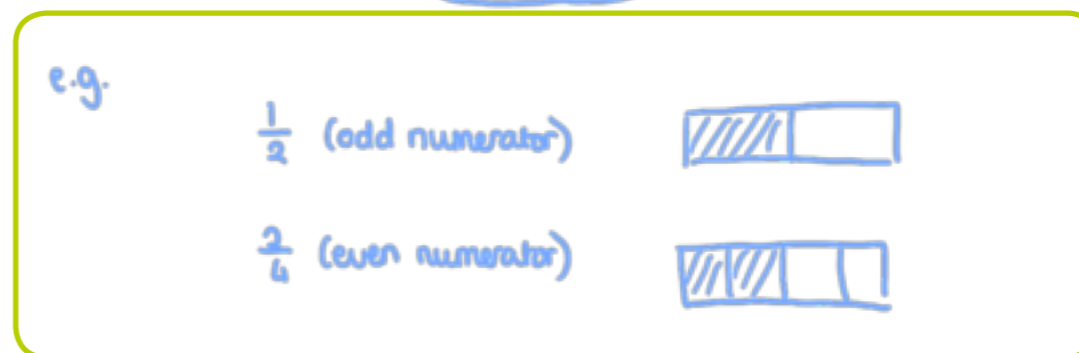 e.g.
1/2 (odd numerator)
2/4 (even numerator)